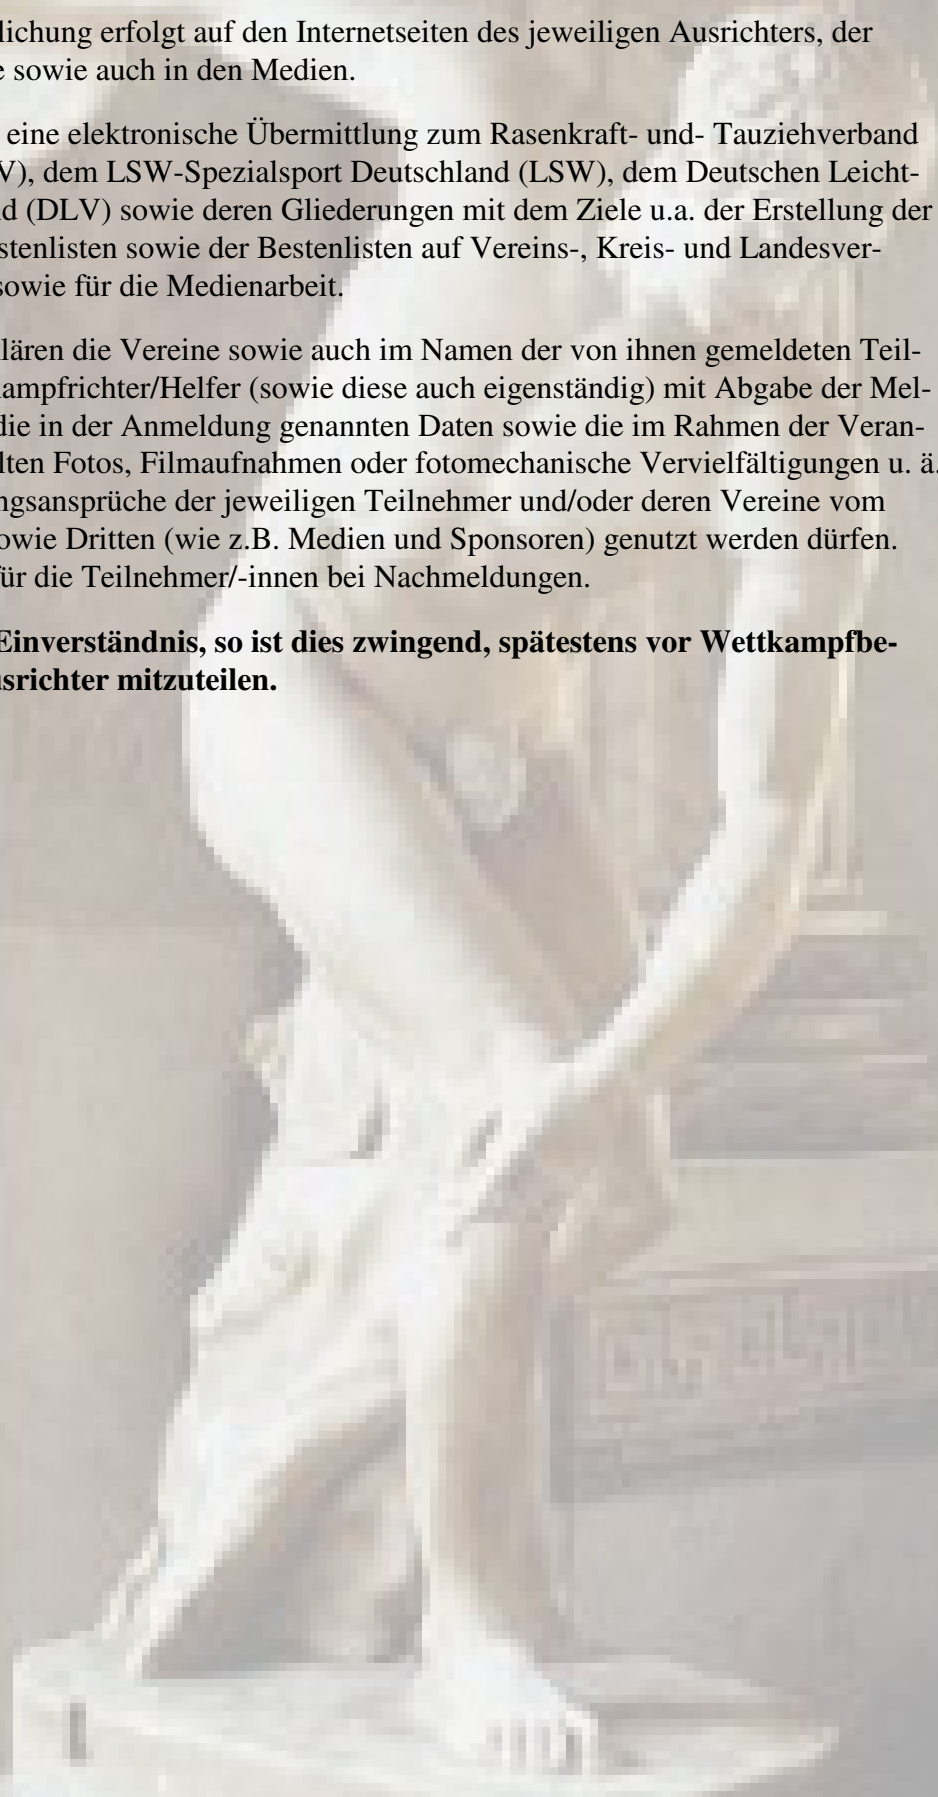 lichung erfolgt auf den Internetseiten des jeweiligen Ausrichters, der
e sowie auch in den Medien.
eine elektronische Übermittlung zum Rasenkraft- und- Tauziehverband
V), dem LSW-Spezialsport Deutschland (LSW), dem Deutschen Leicht-
d (DLV) sowie deren Gliederungen mit dem Ziele u.a. der Erstellung der
stenlisten sowie der Bestenlisten auf Vereins-, Kreis- und Landesver-
sowie für die Medienarbeit.
lären die Vereine sowie auch im Namen der von ihnen gemeldeten Teil-
ampfrichter/Helfer (sowie diese auch eigenständig) mit Abgabe der Mel-
die in der Anmeldung genannten Daten sowie die im Rahmen der Veran-
lten Fotos, Filmaufnahmen oder fotomechanische Vervielfältigungen u. ä.
ngsansprüche der jeweiligen Teilnehmer und/oder deren Vereine vom
owie Dritten (wie z.B. Medien und Sponsoren) genutzt werden dürfen.
für die Teilnehmer/-innen bei Nachmeldungen.
Einverständnis, so ist dies zwingend, spätestens vor Wettkampfbe-
usrichter mitzuteilen.